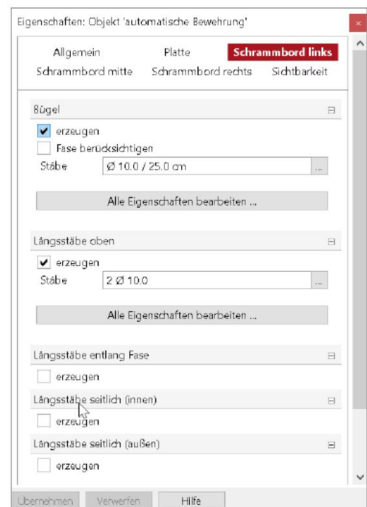 Eigenschaften: Objekt 'automatische Bewehrung'
Allgemein Platte Schrammbord links
Schrammbord mitte Schrammbord rechts Sichtbarkeit
Bügel
erzeugen
Fase berücksichtigen
Stäbe Ø 10.0 / 25.0 cm ...
Alle Eigenschaften bearbeiten ...
Längsstäbe oben
erzeugen
Stäbe 2 Ø 10.0 ...
Alle Eigenschaften bearbeiten ...
Längsstäbe entlang Fase
erzeugen
Längsstäbe seitlich (innen)
erzeugen
Längsstäbe seitlich (außen)
erzeugen
Übernehmen Verwerfen Hilfe